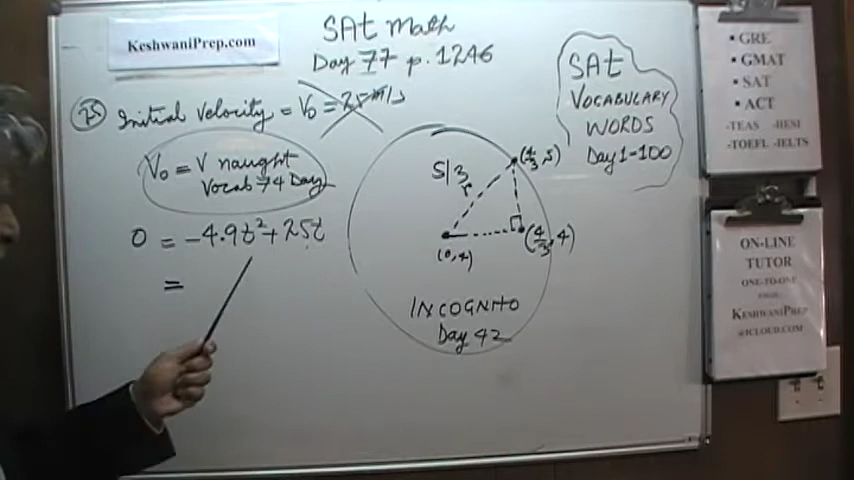 SAt Math
Day 77 p. 1246
KeshwaniPrep.com
25 Initial Velocity = V₀ = 25 m/s
V₀ = V naught
Vocab 74 Day
0 = -4.9t² + 25t
=
5/3
r
(4/3, 5)
(0,4)
(4/3, 4)
INCOGNITO
Day 42
SAt
VOCABULARY
WORDS
Day 1-100
• GRE
• GMAT
• SAT
• ACT
-TEAS -HESI
-TOEFL -IELTS
ON-LINE
TUTOR
ONE-TO-ONE
KESHWANIPREP
@ICLOUD.COM